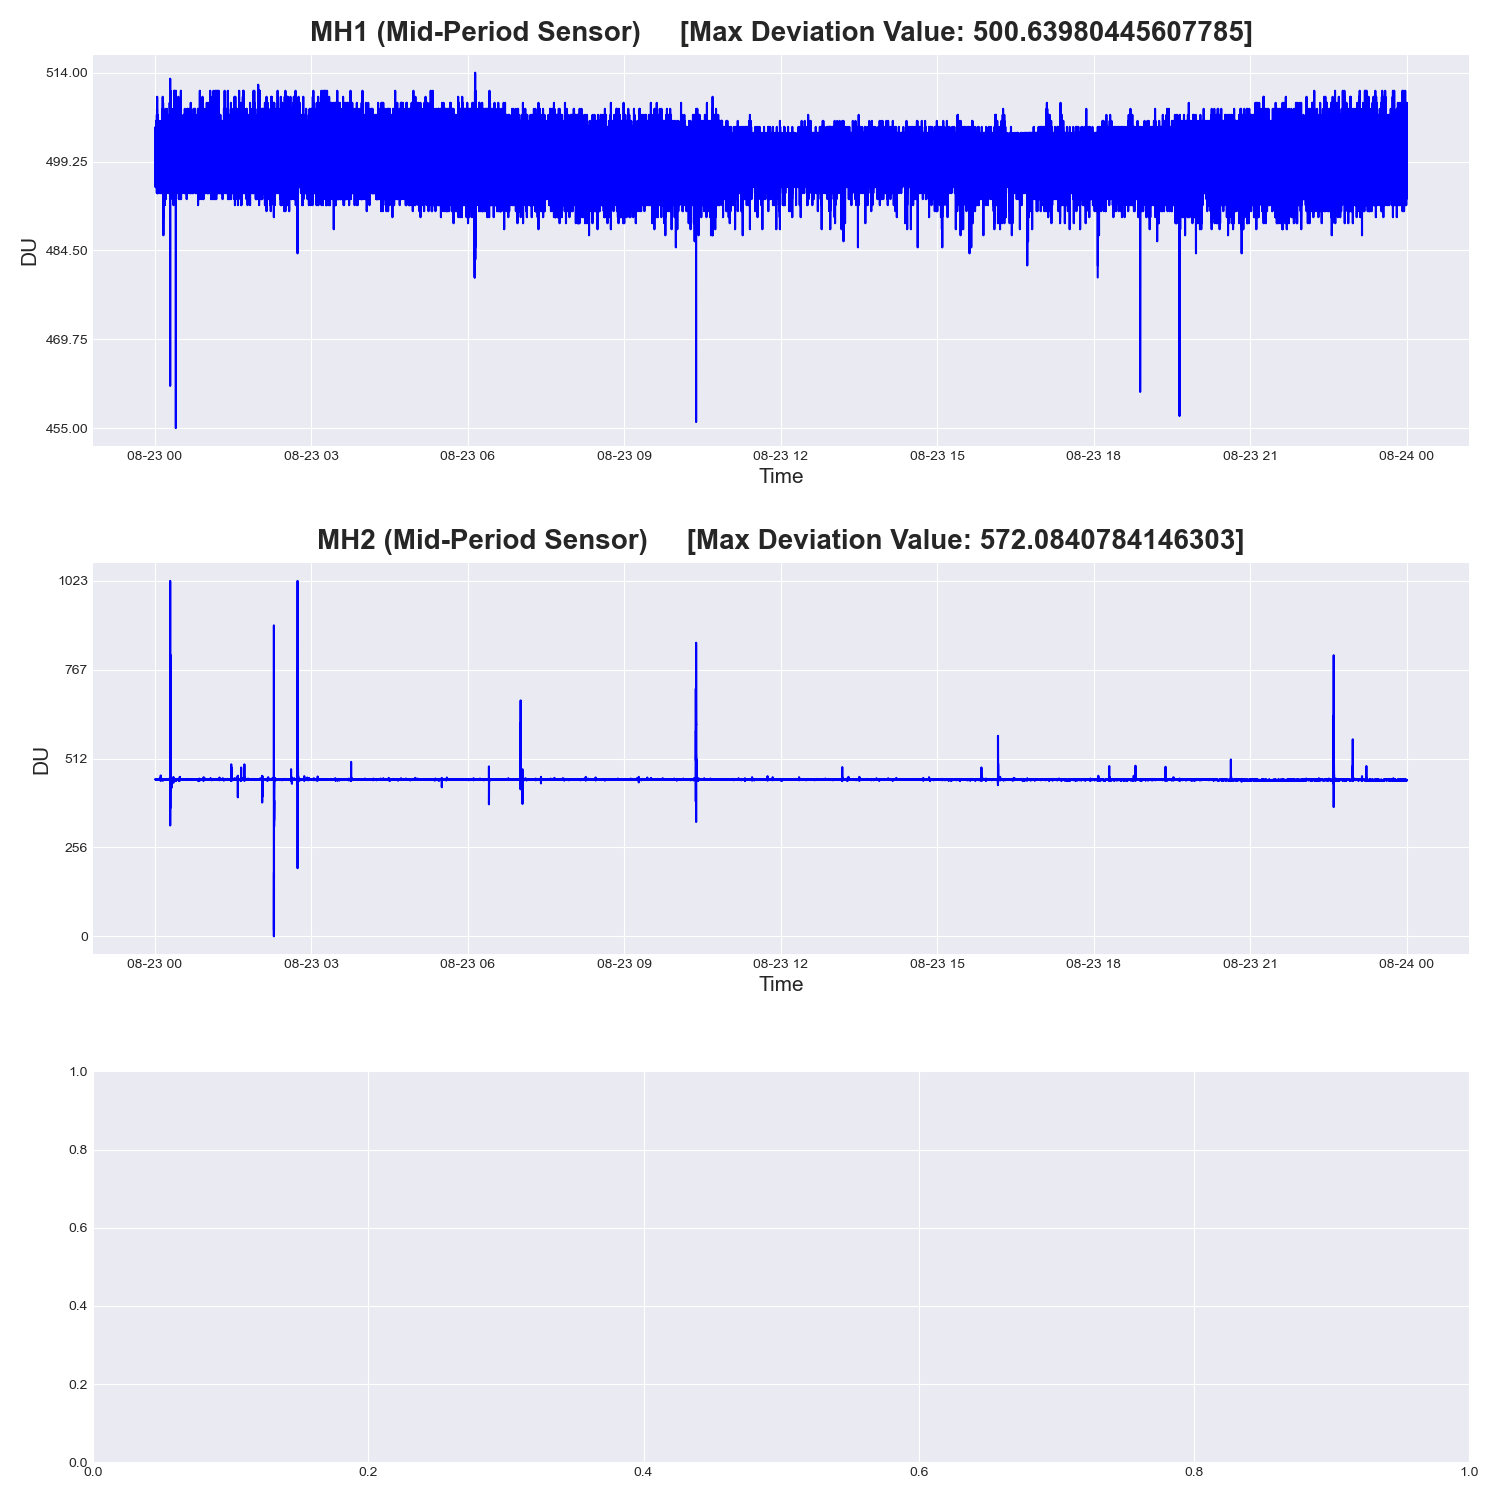 MH1 (Mid-Period Sensor) [Max Deviation Value: 500.63980445607785]
514.00
499.25
484.50
469.75
455.00
DU
08-23 00 08-23 03 08-23 06 08-23 09 08-23 12 08-23 15 08-23 18 08-23 21 08-24 00
Time
MH2 (Mid-Period Sensor) [Max Deviation Value: 572.0840784146303]
1023
767
512
256
0
DU
08-23 00 08-23 03 08-23 06 08-23 09 08-23 12 08-23 15 08-23 18 08-23 21 08-24 00
Time
1.0
0.8
0.6
0.4
0.2
0.0
0.0 0.2 0.4 0.6 0.8 1.0